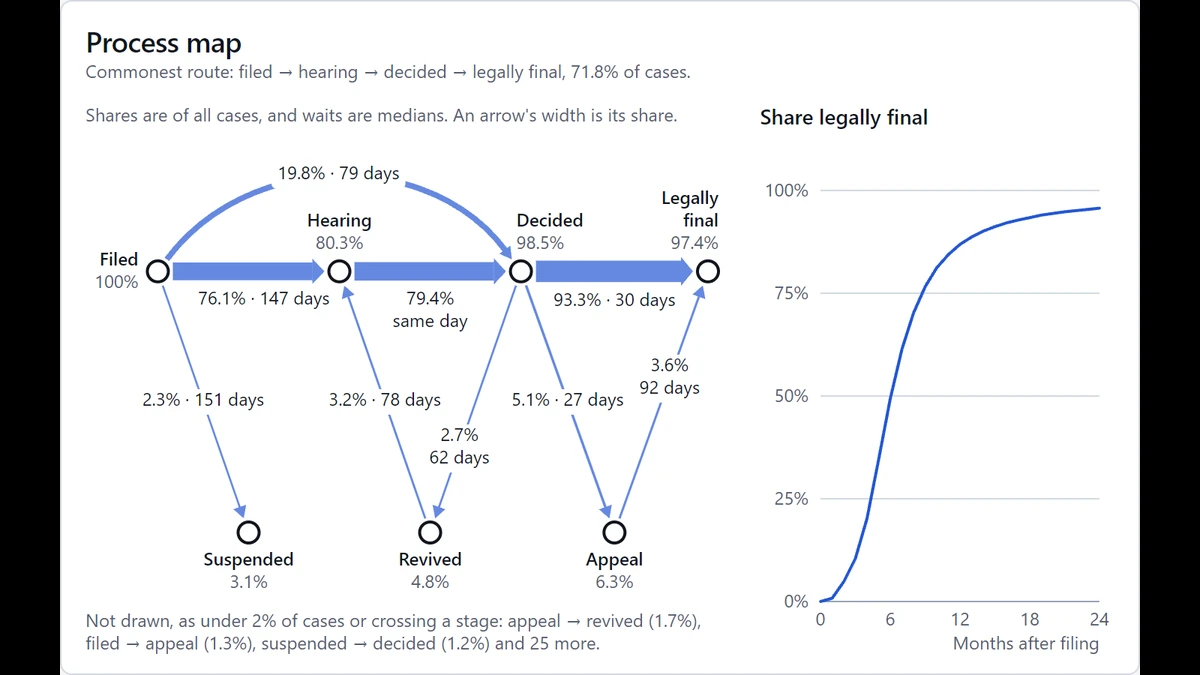 Process map
Commonest route: filed → hearing → decided → legally final, 71.8% of cases.
Shares are of all cases, and waits are medians. An arrow's width is its share.
19.8% · 79 days
Filed
100%
Hearing
80.3%
Decided
98.5%
Legally
final
97.4%
76.1% · 147 days
79.4%
same day
93.3% · 30 days
2.3% · 151 days
3.2% · 78 days
2.7%
62 days
5.1% · 27 days
3.6%
92 days
Suspended
3.1%
Revived
4.8%
Appeal
6.3%
Not drawn, as under 2% of cases or crossing a stage: appeal → revived (1.7%),
filed → appeal (1.3%), suspended → decided (1.2%) and 25 more.
Share legally final
100%
75%
50%
25%
0%
0 6 12 18 24
Months after filing